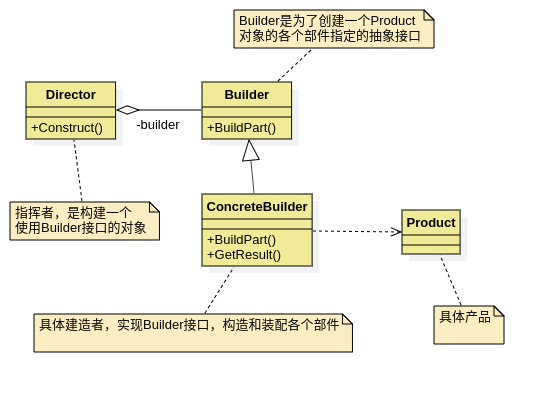 Builder是为了创建一个Product
对象的各个部件指定的抽象接口
Director
+Construct()
-builder
Builder
+BuildPart()
指挥者，是构建一个
使用Builder接口的对象
ConcreteBuilder
+BuildPart()
+GetResult()
Product
具体建造者，实现Builder接口，构造和装配各个部件
具体产品